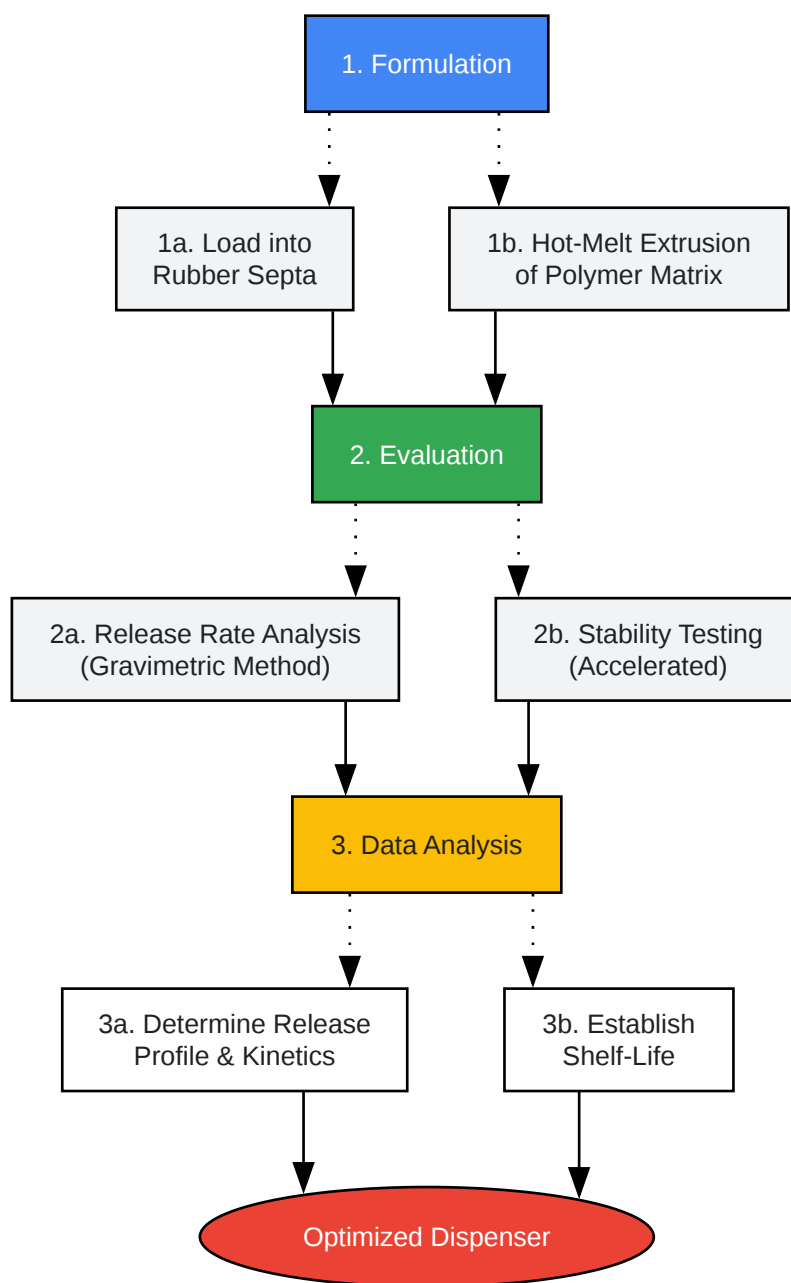 1. Formulation
1a. Load into
Rubber Septa
1b. Hot-Melt Extrusion
of Polymer Matrix
2. Evaluation
2a. Release Rate Analysis
(Gravimetric Method)
2b. Stability Testing
(Accelerated)
3. Data Analysis
3a. Determine Release
Profile & Kinetics
3b. Establish
Shelf-Life
Optimized Dispenser